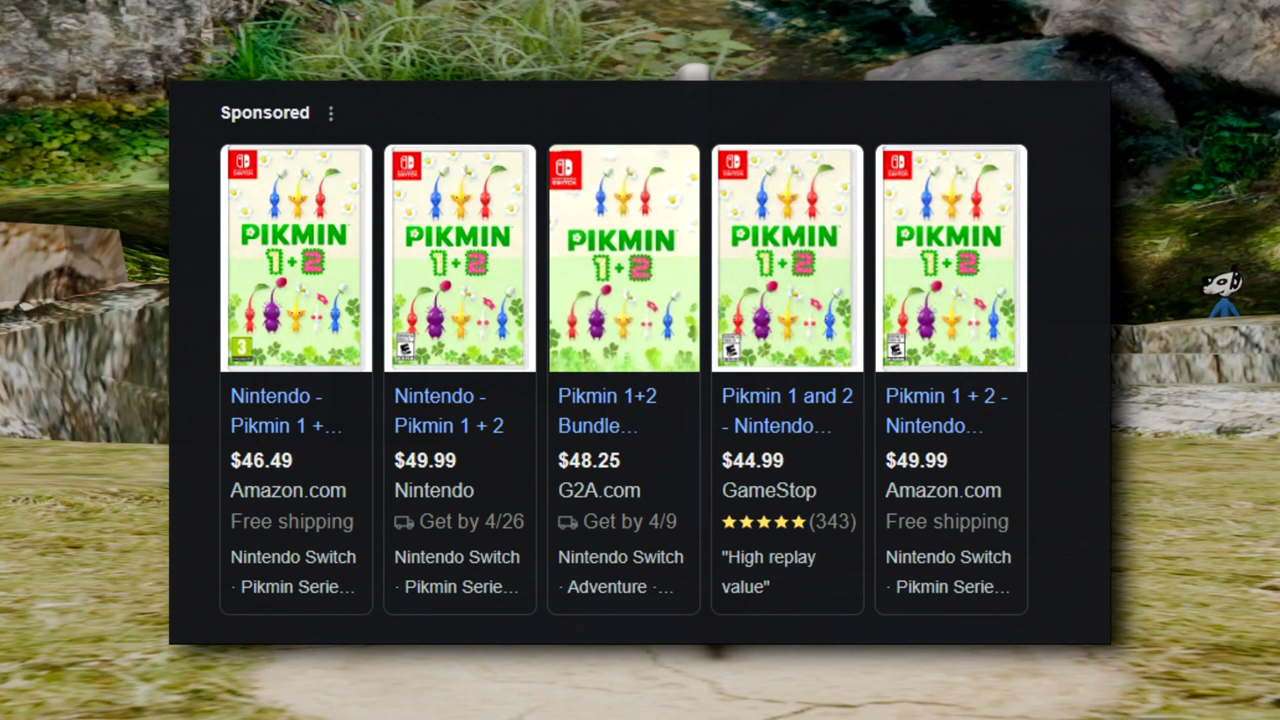 Sponsored
PIKMIN
1+2
3
Nintendo -
Pikmin 1 +...
$46.49
Amazon.com
Free shipping
Nintendo Switch
· Pikmin Serie...
PIKMIN
1+2
E
Nintendo -
Pikmin 1 + 2
$49.99
Nintendo
Get by 4/26
Nintendo Switch
· Pikmin Serie...
NINTENDO
SWITCH
PIKMIN
1+2
Pikmin 1+2
Bundle...
$48.25
G2A.com
Get by 4/9
Nintendo Switch
· Adventure ·...
PIKMIN
1+2
E
Pikmin 1 and 2
- Nintendo...
$44.99
GameStop
(343)
"High replay
value"
PIKMIN
1+2
E
Pikmin 1 + 2 -
Nintendo...
$49.99
Amazon.com
Free shipping
Nintendo Switch
· Pikmin Serie...